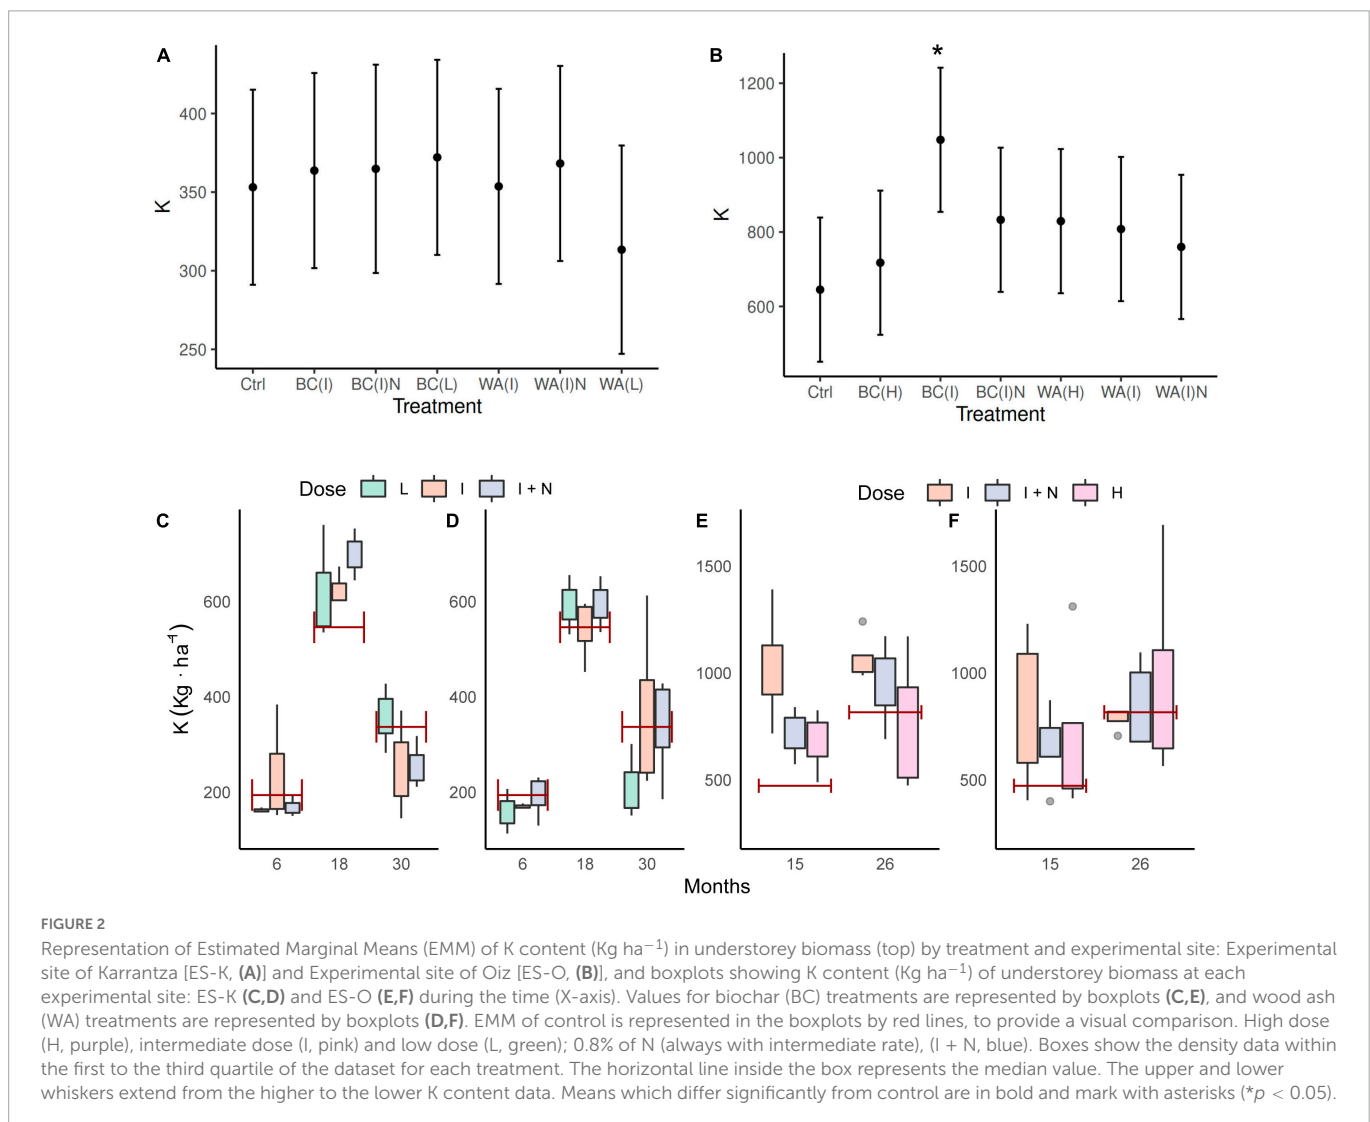 A
B
*
400
350
300
250
K
Ctrl BC(I) BC(I)N BC(L) WA(I) WA(I)N WA(L)
Treatment
1200
1000
800
600
K
Ctrl BC(H) BC(I) BC(I)N WA(H) WA(I) WA(I)N
Treatment
Dose L I I + N
Dose I I + N H
C
D
E
F
K (Kg · ha⁻¹)
600
400
200
6 18 30
600
400
200
6 18 30
1500
1000
500
15 26
1500
1000
500
15 26
Months
FIGURE 2
Representation of Estimated Marginal Means (EMM) of K content (Kg ha⁻¹) in understorey biomass (top) by treatment and experimental site: Experimental
site of Karrantza [ES-K, (A)] and Experimental site of Oiz [ES-O, (B)], and boxplots showing K content (Kg ha⁻¹) of understorey biomass at each
experimental site: ES-K (C,D) and ES-O (E,F) during the time (X-axis). Values for biochar (BC) treatments are represented by boxplots (C,E), and wood ash
(WA) treatments are represented by boxplots (D,F). EMM of control is represented in the boxplots by red lines, to provide a visual comparison. High dose
(H, purple), intermediate dose (I, pink) and low dose (L, green); 0.8% of N (always with intermediate rate), (I + N, blue). Boxes show the density data within
the first to the third quartile of the dataset for each treatment. The horizontal line inside the box represents the median value. The upper and lower
whiskers extend from the higher to the lower K content data. Means which differ significantly from control are in bold and mark with asterisks (*p < 0.05).